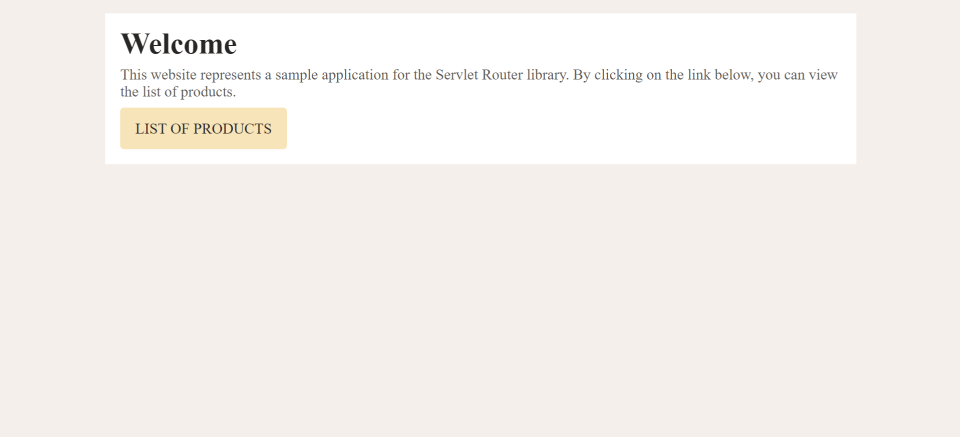 Welcome
This website represents a sample application for the Servlet Router library. By clicking on the link below, you can view
the list of products.
LIST OF PRODUCTS